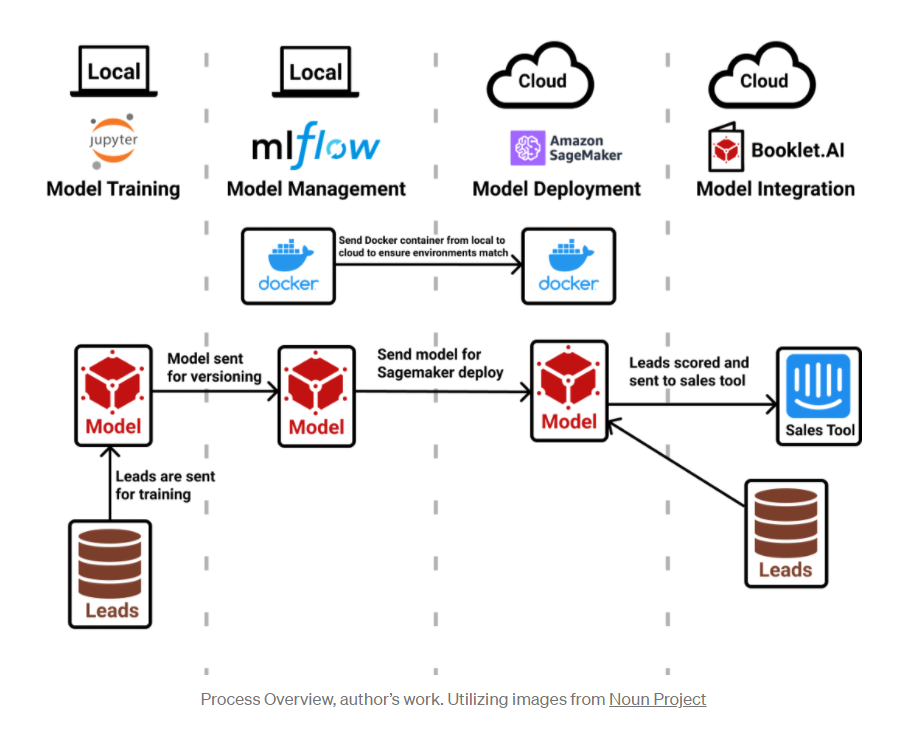 Local
Local
Cloud
Cloud
jupyter
mlflow
Amazon
SageMaker
Booklet.AI
Model Training
Model Management
Model Deployment
Model Integration
docker
Send Docker container from local to
cloud to ensure environments match
docker
Model
Model sent
for versioning
Model
Send model for
Sagemaker deploy
Model
Leads scored and
sent to sales tool
Sales Tool
Leads are sent
for training
Leads
Leads
Process Overview, author's work. Utilizing images from Noun Project